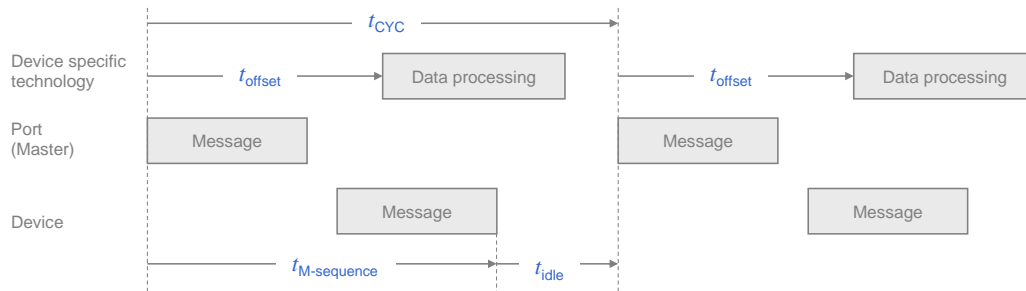 tCYC
Device specific
technology
toffset
Data processing
toffset
Data processing
Port
(Master)
Message
Message
Device
Message
Message
tM-sequence
tidle